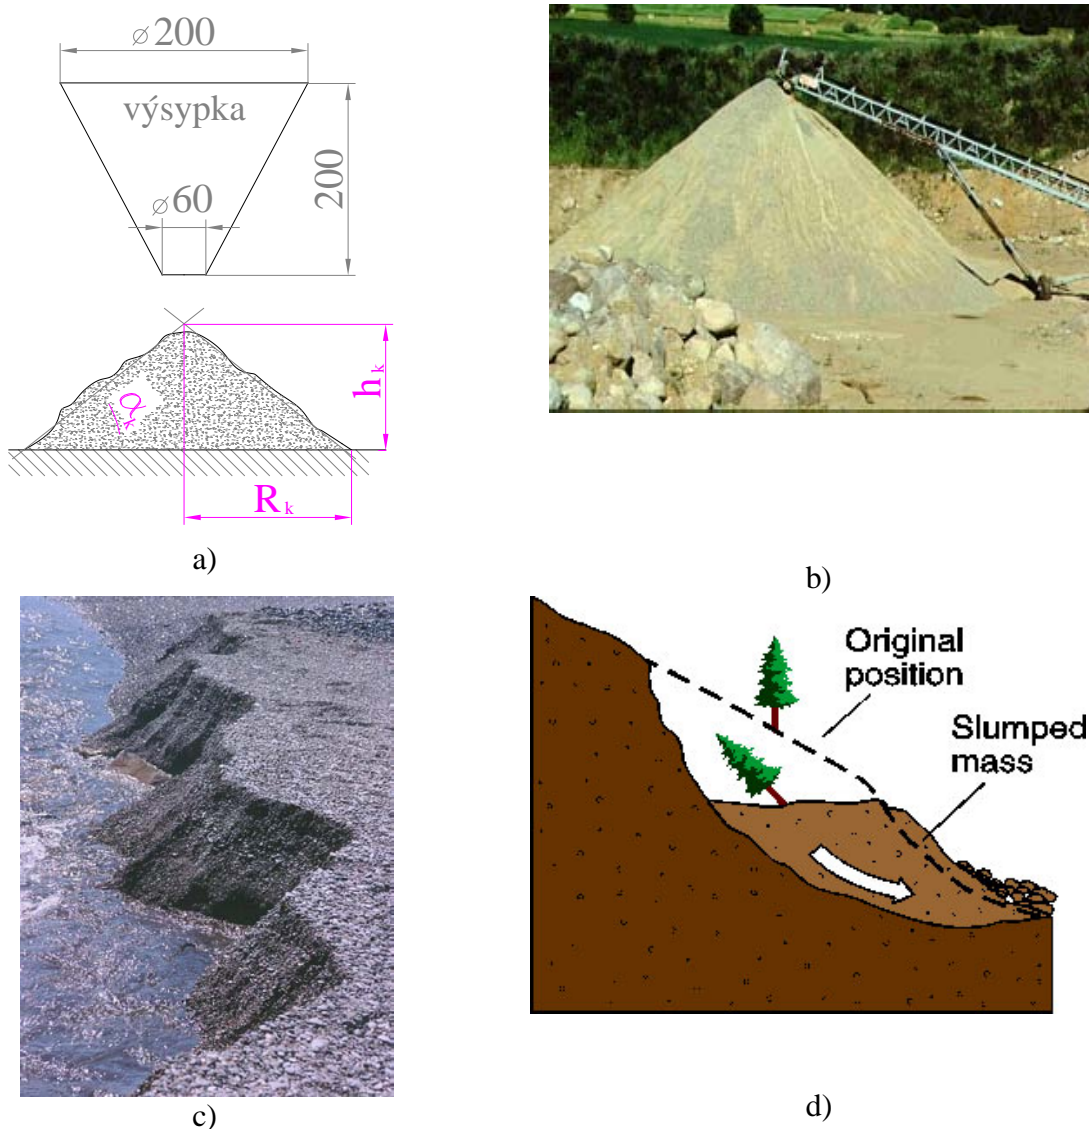 ⌀200
výsypka
200
⌀60
h k
α k
R k
a)
b)
Original
position
Slumped
mass
c)
d)